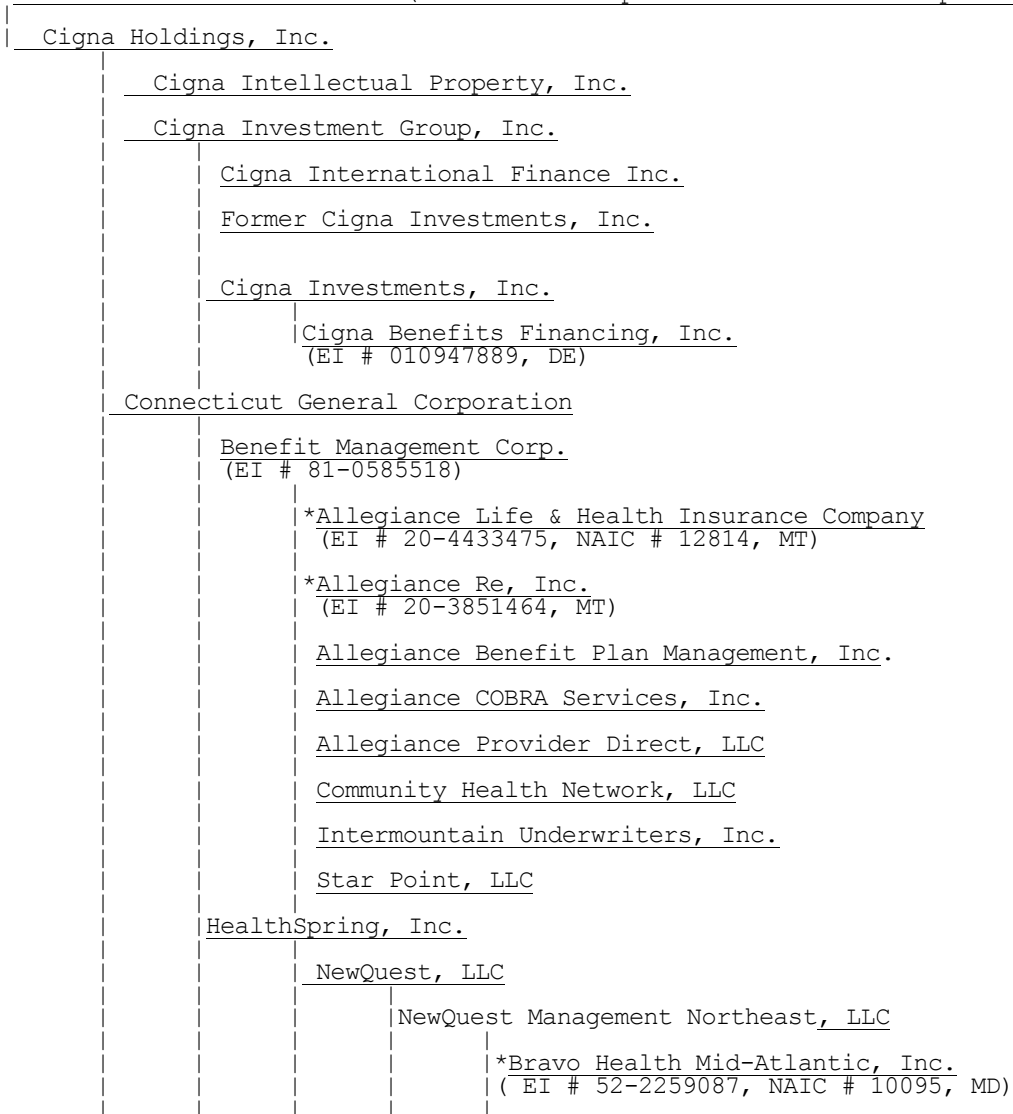 Cigna Holdings, Inc.
Cigna Intellectual Property, Inc.
Cigna Investment Group, Inc.
Cigna International Finance Inc.
Former Cigna Investments, Inc.
Cigna Investments, Inc.
Cigna Benefits Financing, Inc.
(EI # 010947889, DE)
Connecticut General Corporation
Benefit Management Corp.
(EI # 81-0585518)
*Allegiance Life & Health Insurance Company
(EI # 20-4433475, NAIC # 12814, MT)
*Allegiance Re, Inc.
(EI # 20-3851464, MT)
Allegiance Benefit Plan Management, Inc.
Allegiance COBRA Services, Inc.
Allegiance Provider Direct, LLC
Community Health Network, LLC
Intermountain Underwriters, Inc.
Star Point, LLC
HealthSpring, Inc.
NewQuest, LLC
NewQuest Management Northeast, LLC
*Bravo Health Mid-Atlantic, Inc.
( EI # 52-2259087, NAIC # 10095, MD)